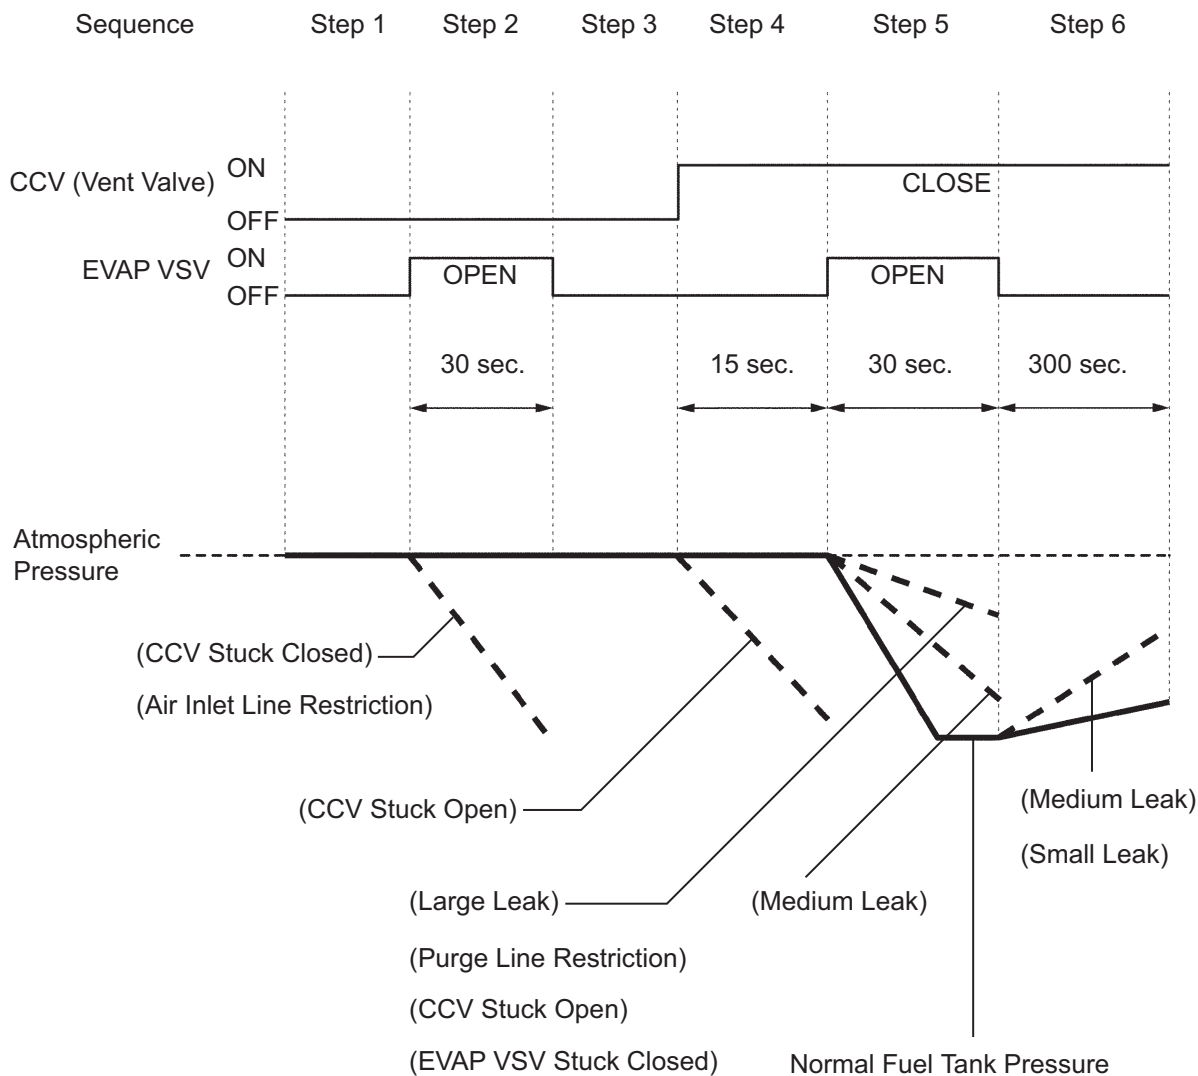 Sequence Step 1 Step 2 Step 3 Step 4 Step 5 Step 6
CCV (Vent Valve) ON
CLOSE
OFF
EVAP VSV ON
OPEN OPEN
OFF
30 sec. 15 sec. 30 sec. 300 sec.
Atmospheric
Pressure
(CCV Stuck Closed)
(Air Inlet Line Restriction)
(CCV Stuck Open)
(Medium Leak)
(Small Leak)
(Large Leak) (Medium Leak)
(Purge Line Restriction)
(CCV Stuck Open)
(EVAP VSV Stuck Closed)
Normal Fuel Tank Pressure